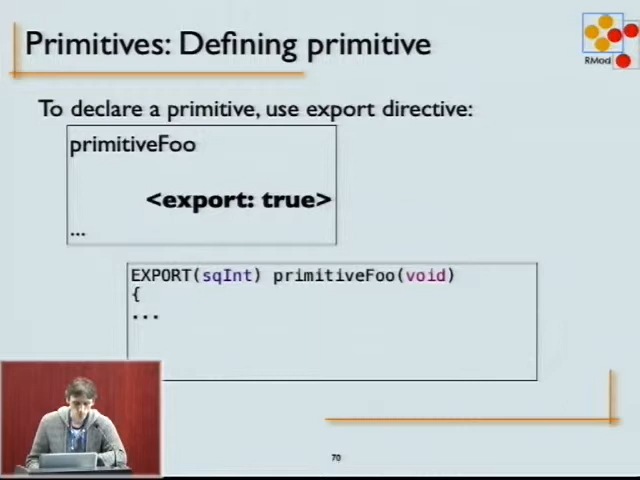 Primitives: Defining primitive
RMod
To declare a primitive, use export directive:
primitiveFoo
<export: true>
...
EXPORT(sqInt) primitiveFoo(void)
{
...
70